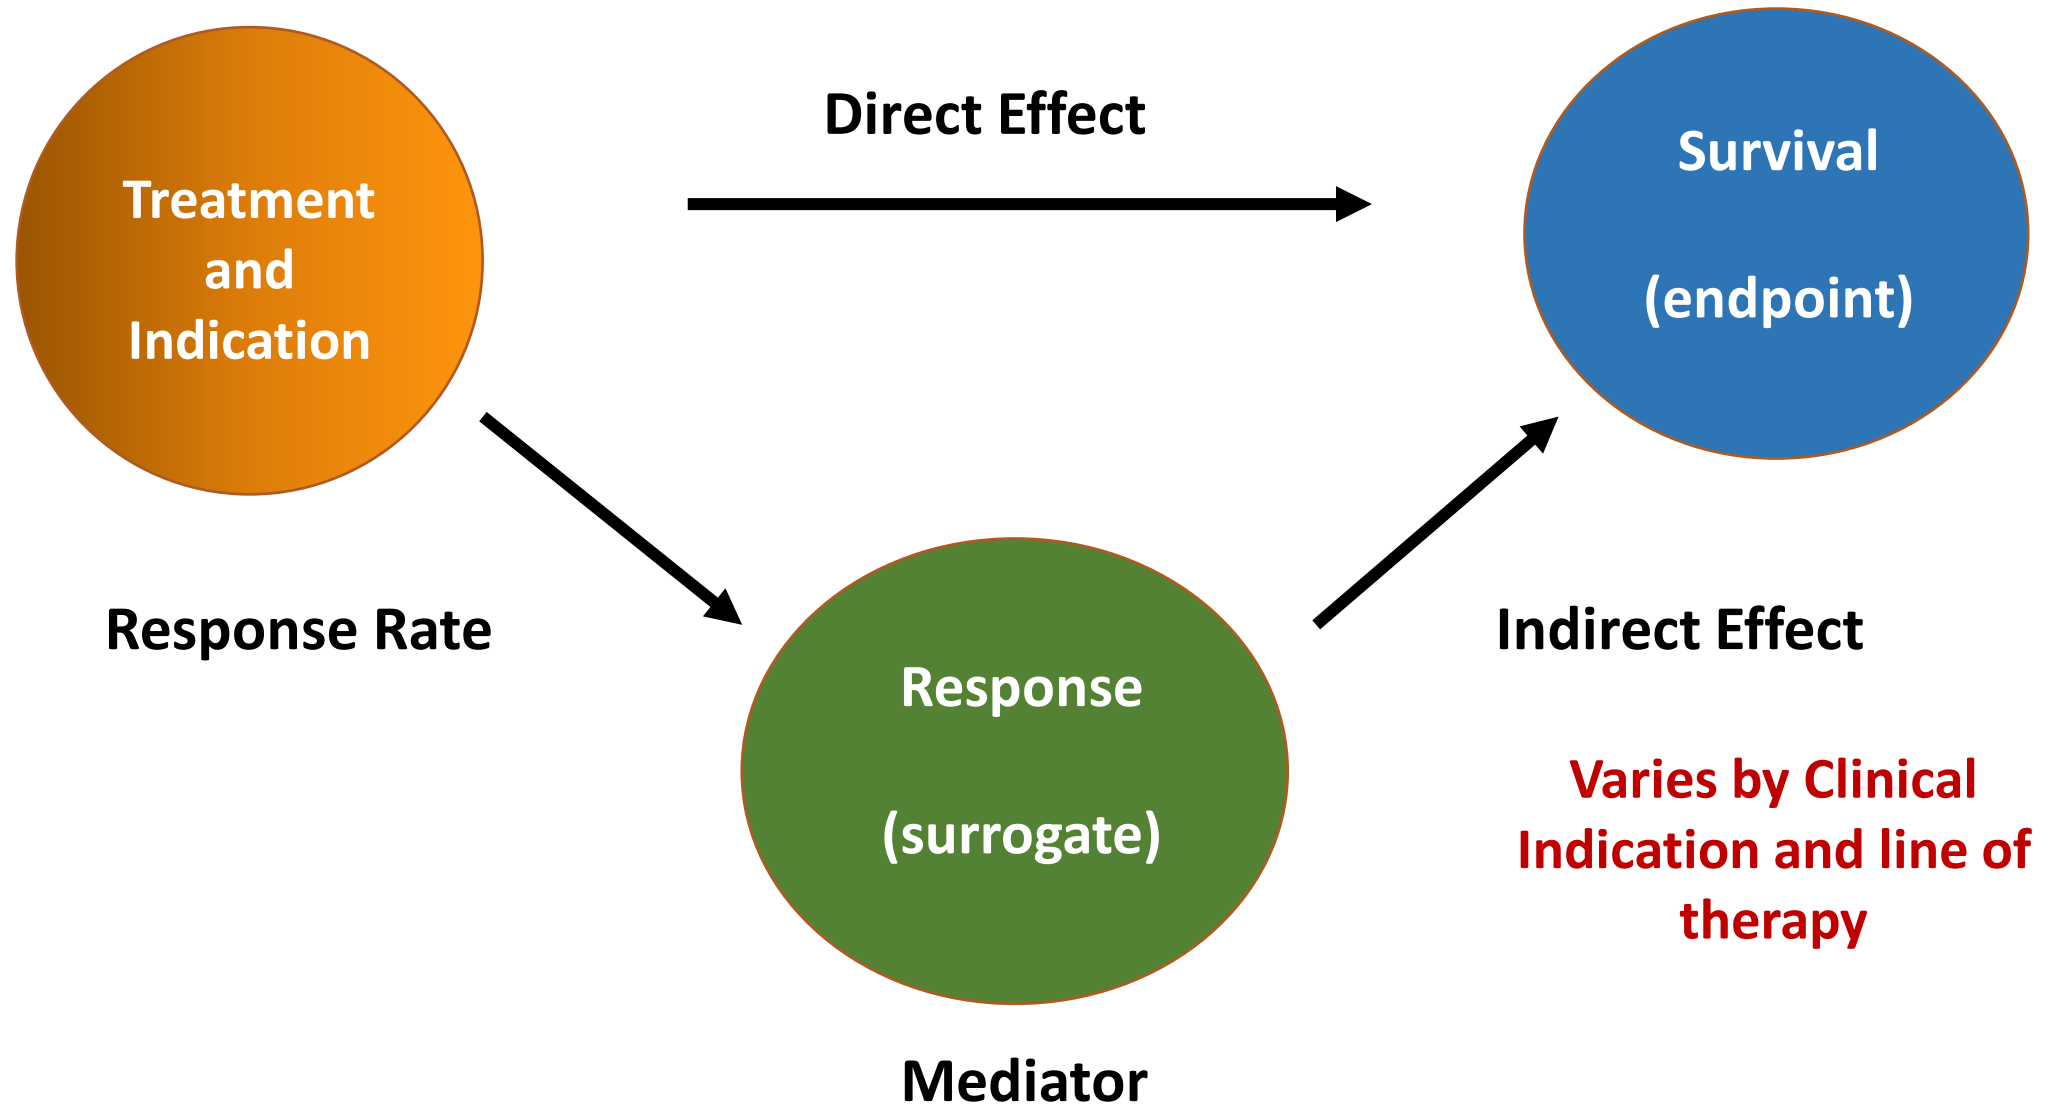 Treatment
and
Indication
Direct Effect
Survival
(endpoint)
Response Rate
Response
(surrogate)
Mediator
Indirect Effect
Varies by Clinical
Indication and line of
therapy